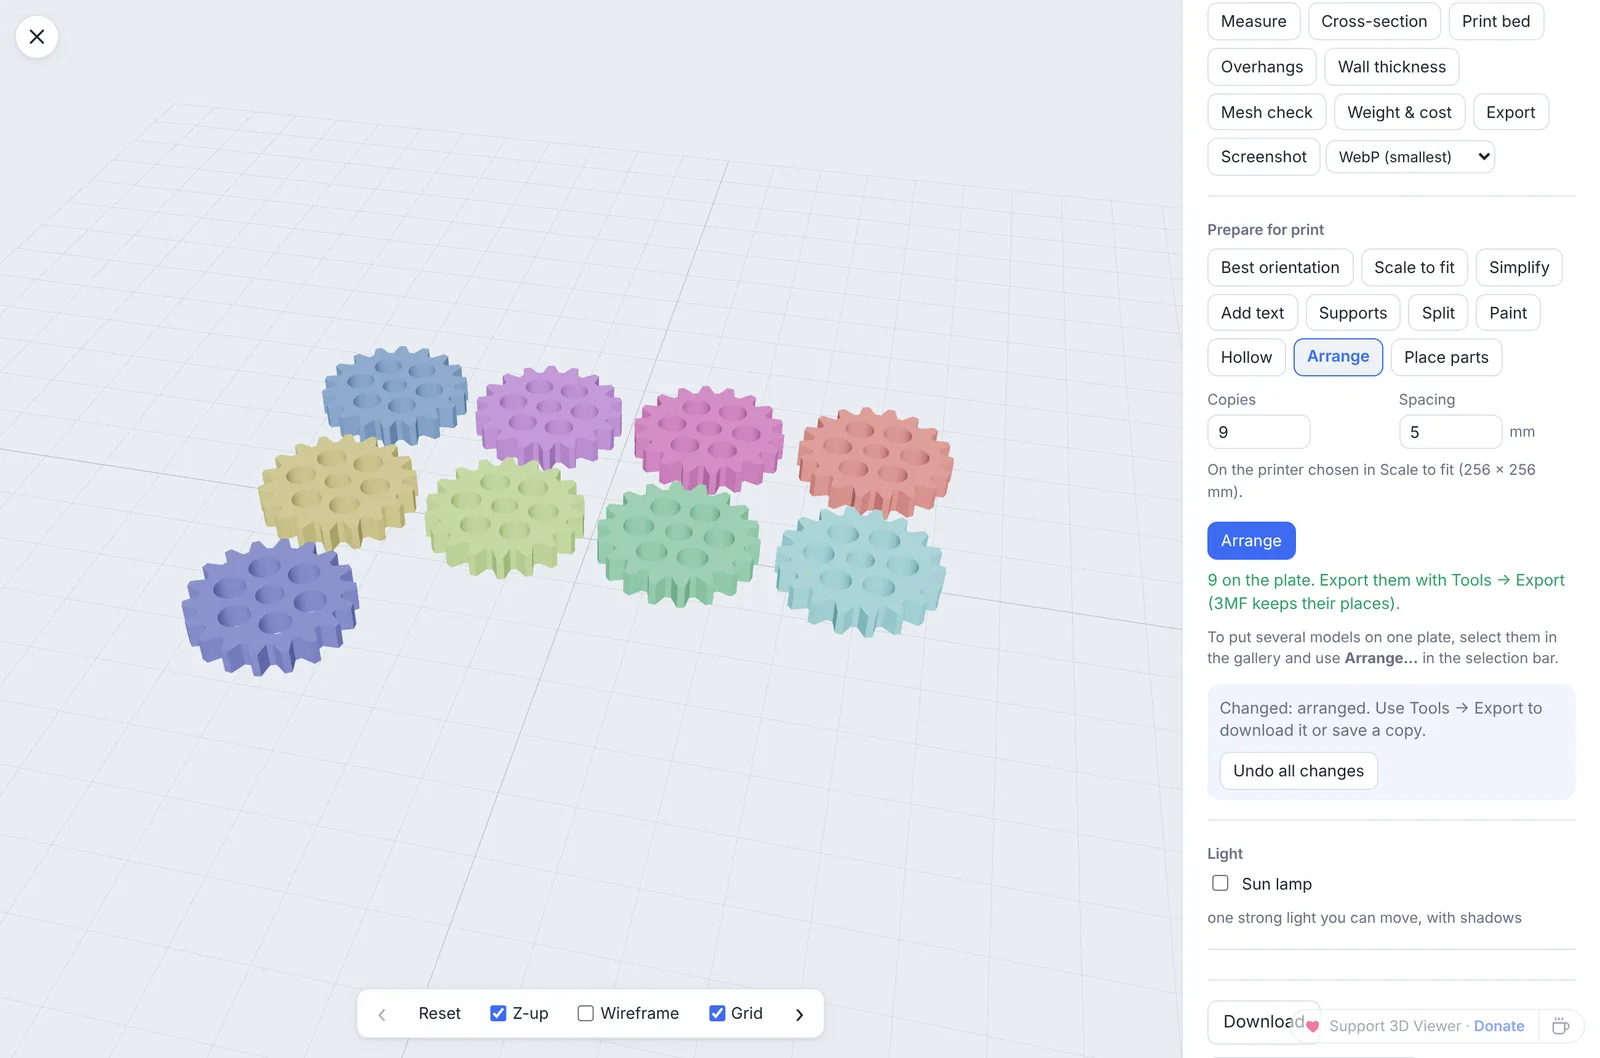 Measure
Cross-section
Print bed
Overhangs
Wall thickness
Mesh check
Weight & cost
Export
Screenshot
WebP (smallest)
Prepare for print
Best orientation
Scale to fit
Simplify
Add text
Supports
Split
Paint
Hollow
Arrange
Place parts
Copies
Spacing
9
5
mm
On the printer chosen in Scale to fit (256 × 256
mm).
Arrange
9 on the plate. Export them with Tools → Export
(3MF keeps their places).
To put several models on one plate, select them in
the gallery and use Arrange... in the selection bar.
Changed: arranged. Use Tools → Export to
download it or save a copy.
Undo all changes
Light
Sun lamp
one strong light you can move, with shadows
Download
Support 3D Viewer · Donate
Reset
Z-up
Wireframe
Grid